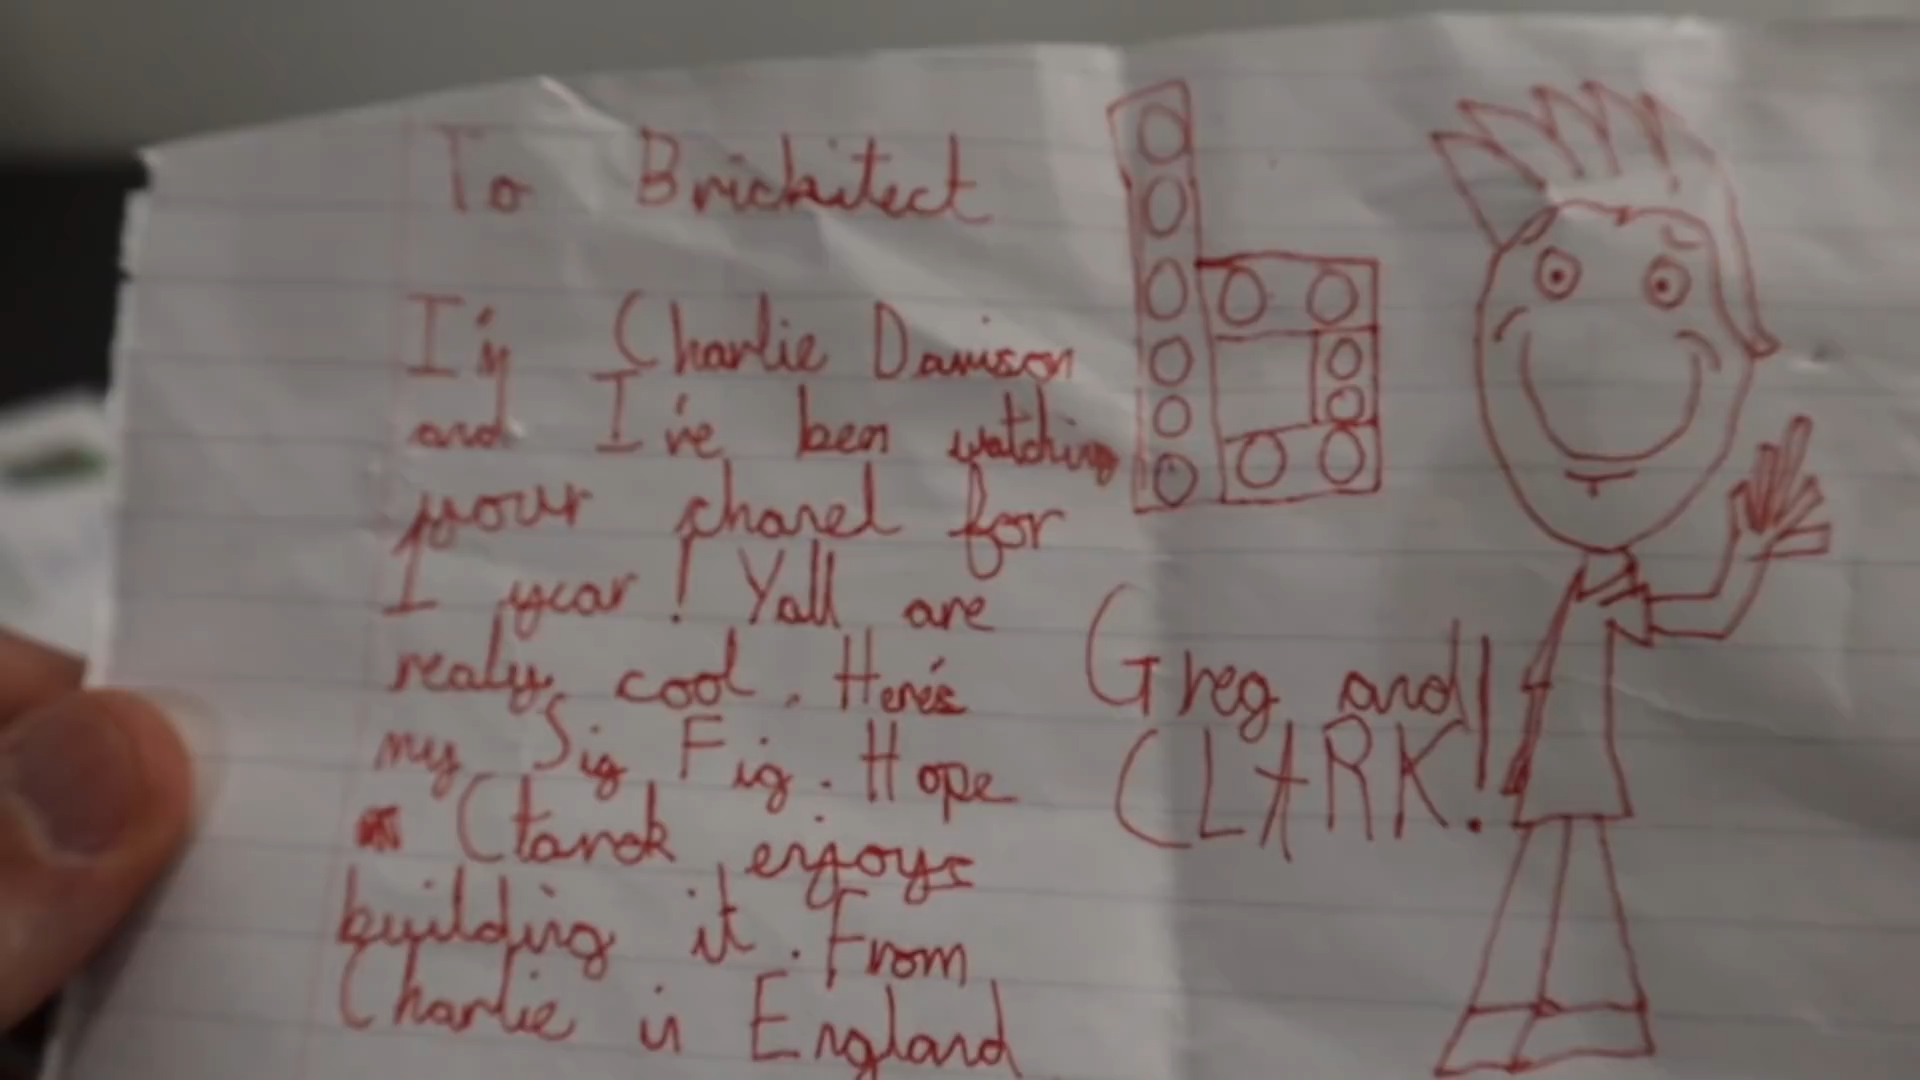 To Brickitect
I'm Charlie Davison
and I've been watching
your chanel for
1 year! Yall are
realy cool. Here's
my Sig Fig. Hope
Clarck enjoys
building it. From
Charlie in England
Greg and
CLARK!